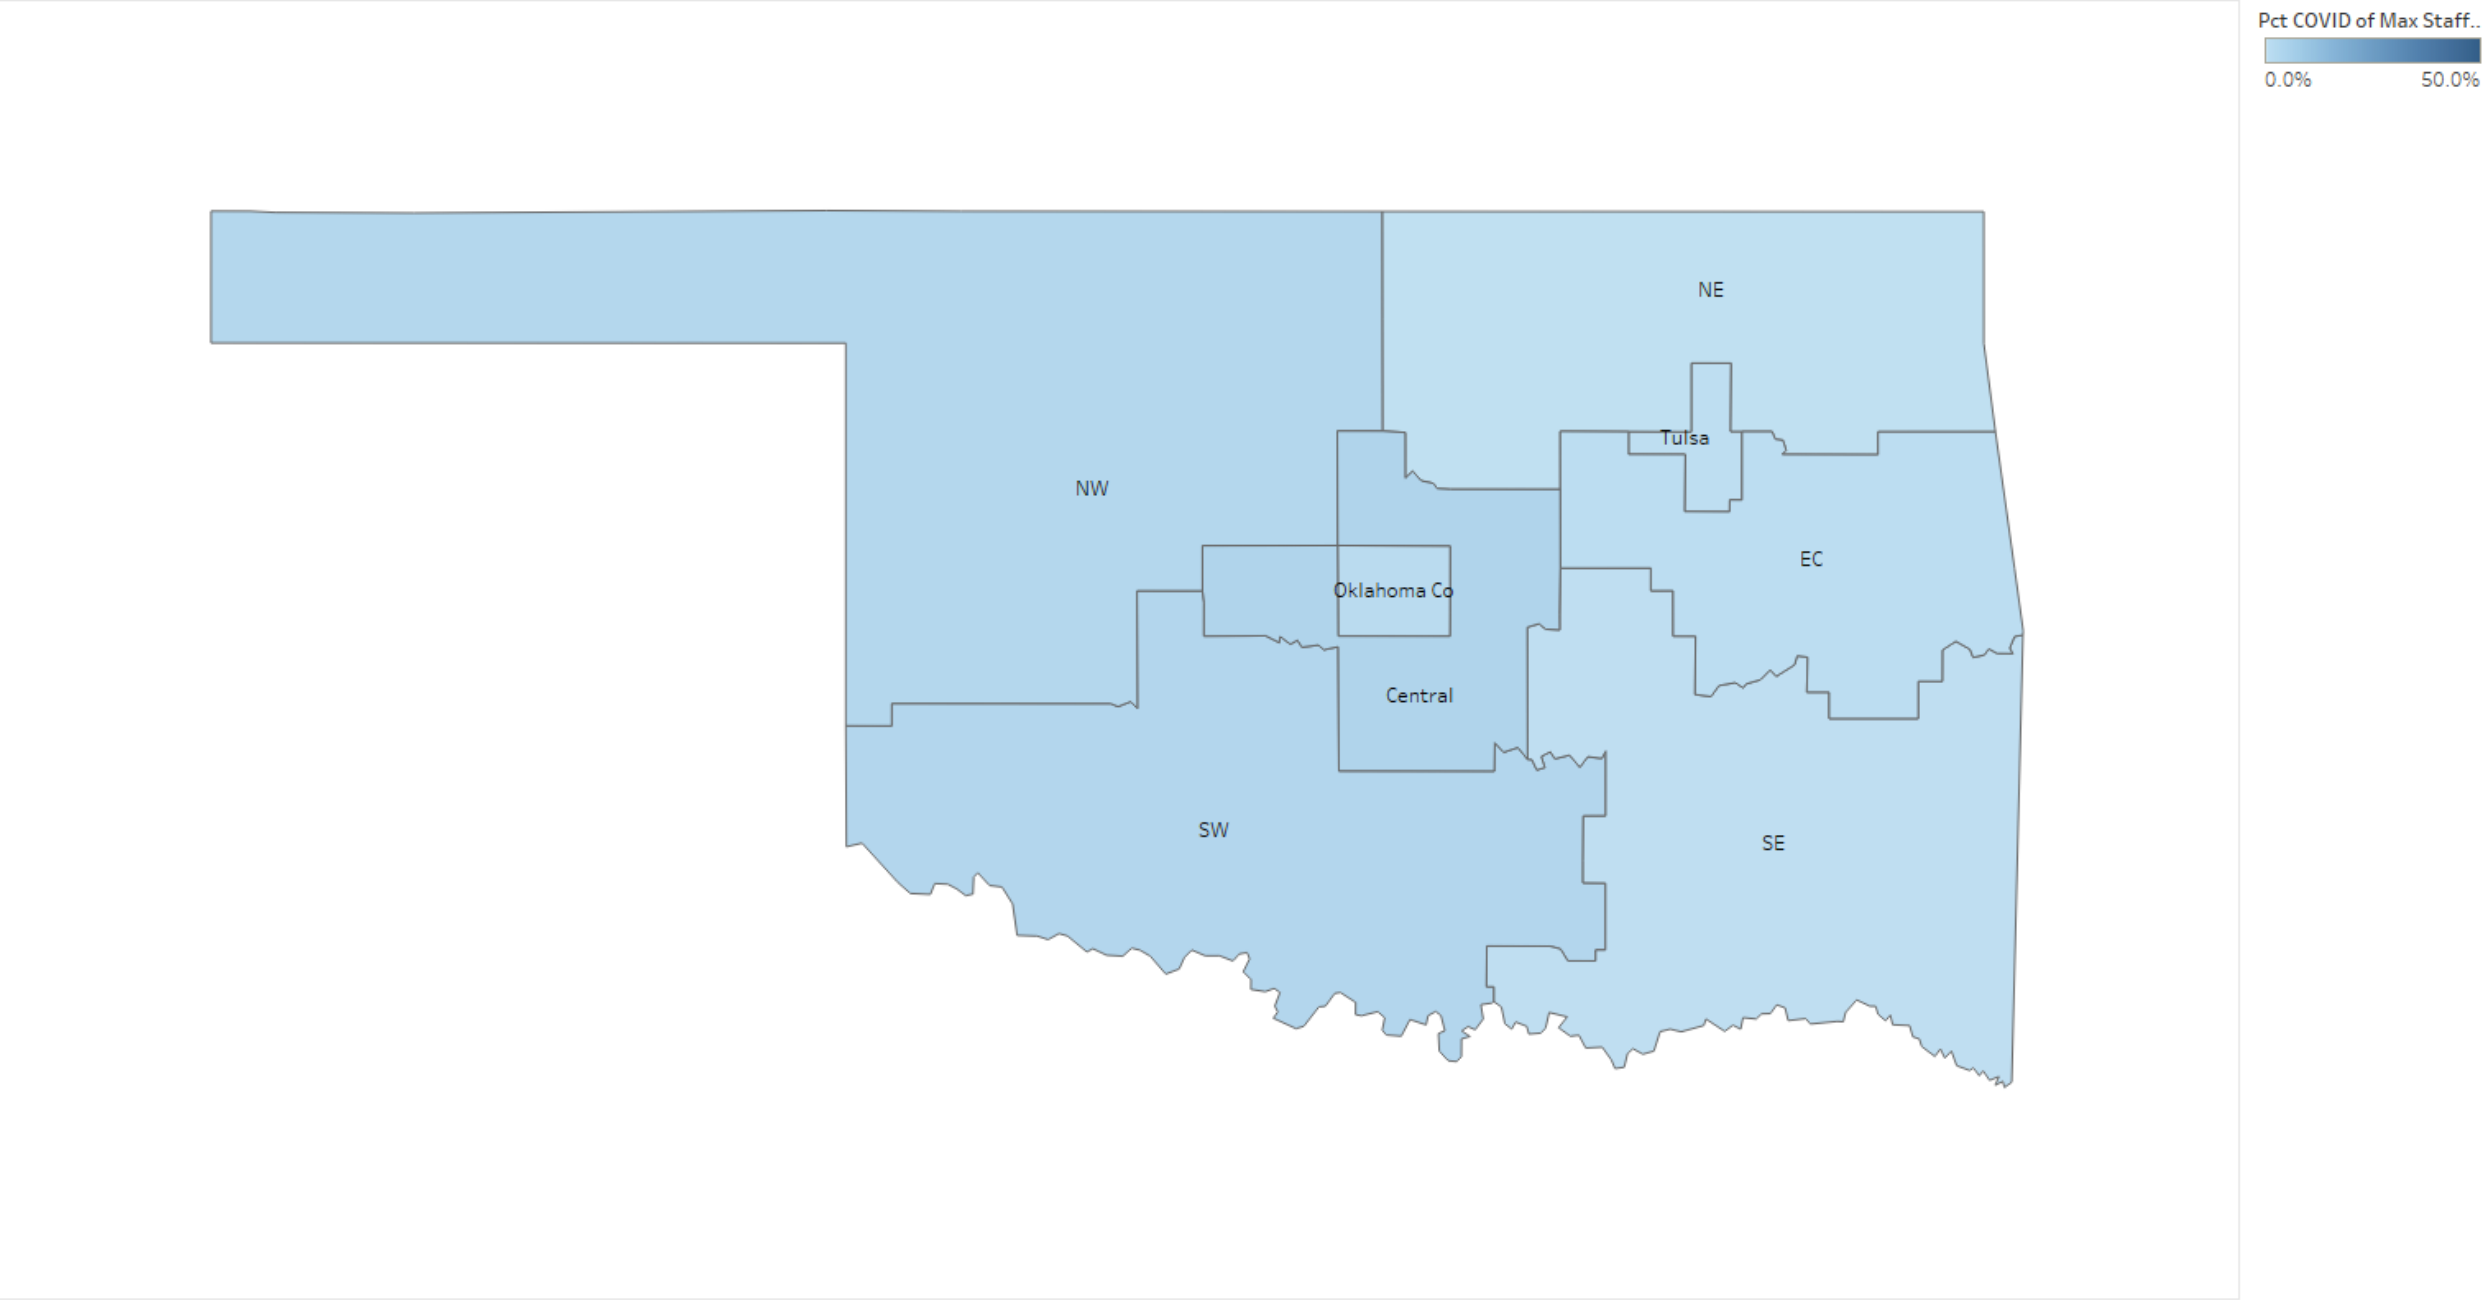 Pct COVID of Max Staff..
0.0% 50.0%
NE
Tulsa
NW
EC
Oklahoma Co
Central
SW
SE